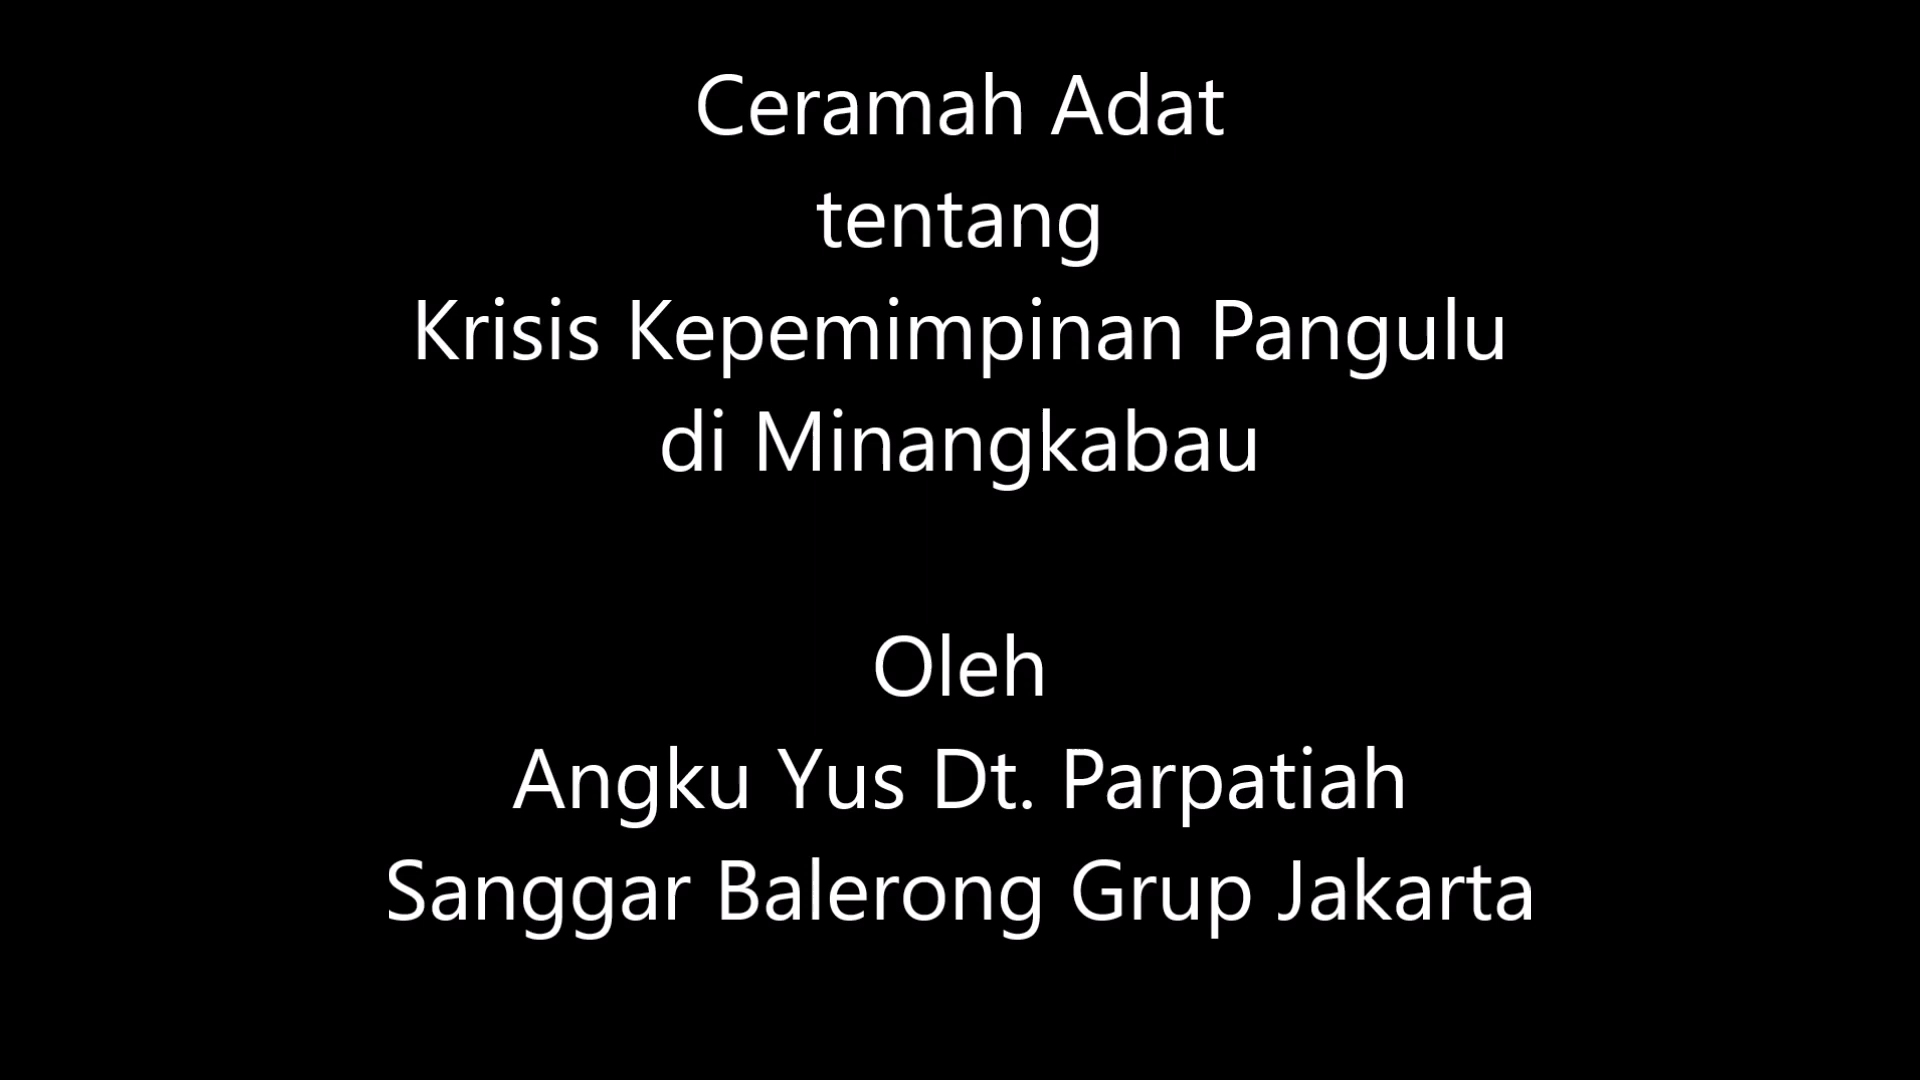 Ceramah Adat
tentang
Krisis Kepemimpinan Pangulu
di Minangkabau
Oleh
Angku Yus Dt. Parpatiah
Sanggar Balerong Grup Jakarta